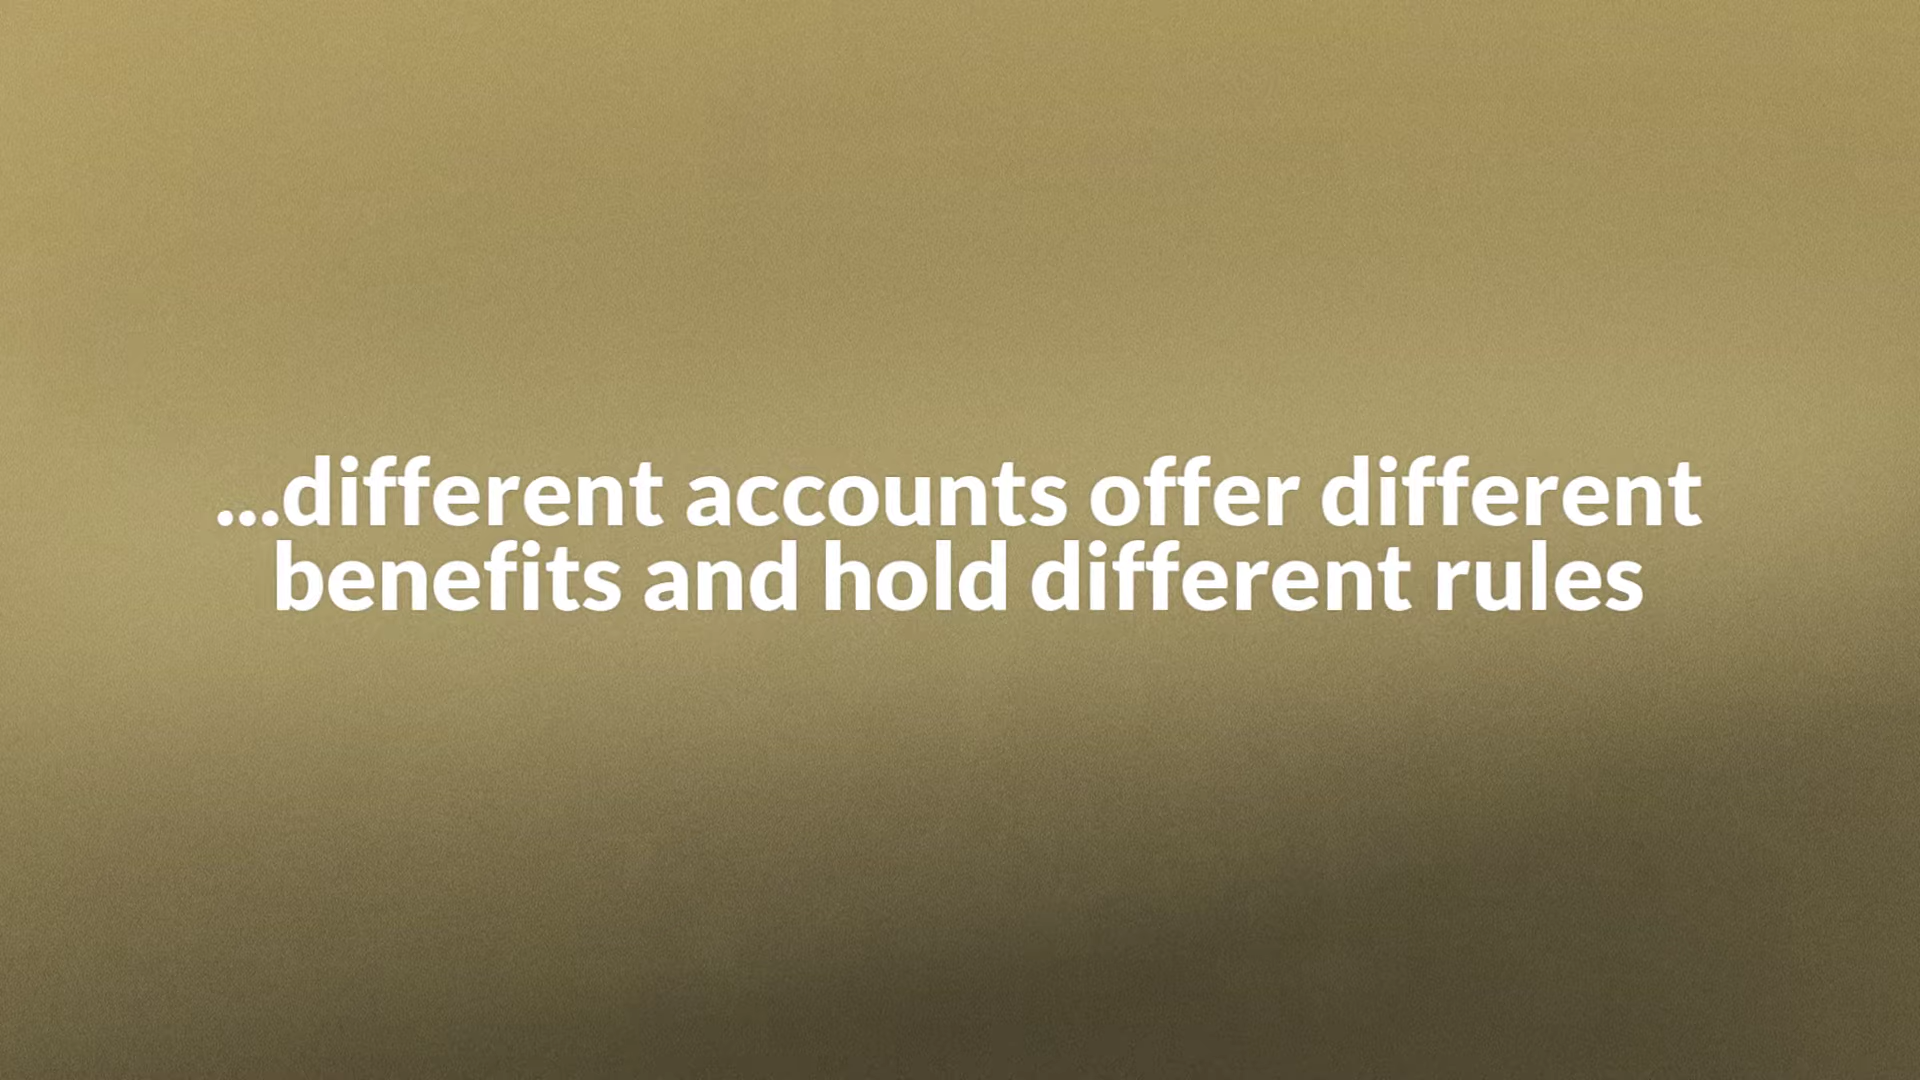 ...different accounts offer different
benefits and hold different rules